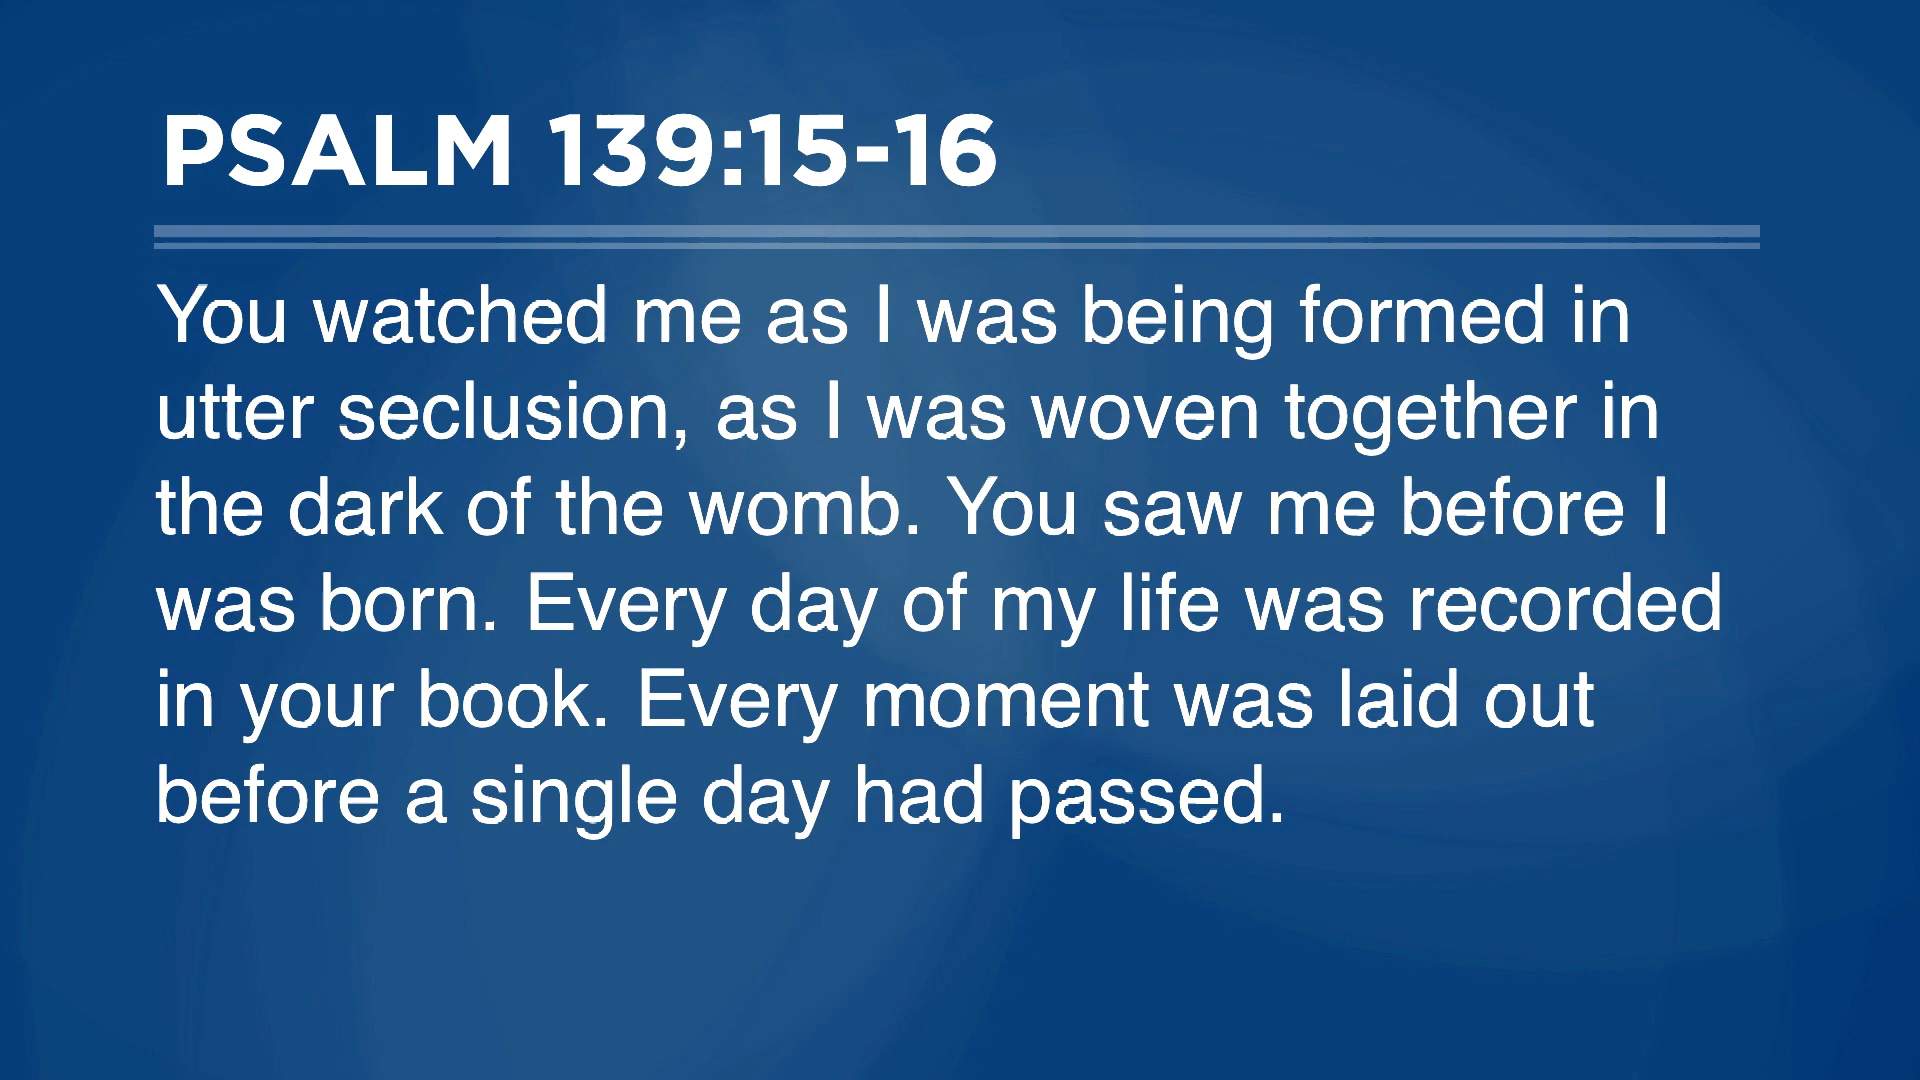 PSALM 139:15-16
You watched me as I was being formed in
utter seclusion, as I was woven together in
the dark of the womb. You saw me before I
was born. Every day of my life was recorded
in your book. Every moment was laid out
before a single day had passed.